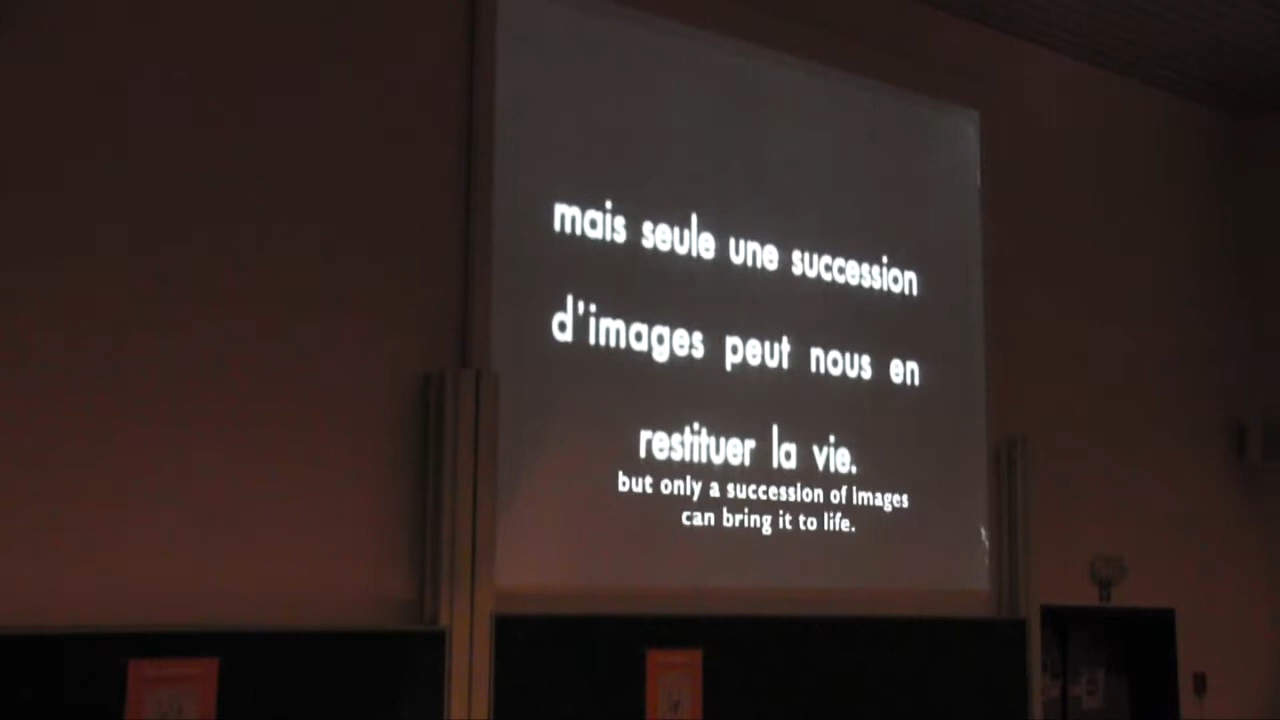 mais seule une succession
d'images peut nous en
restituer la vie.
but only a succession of images
can bring it to life.